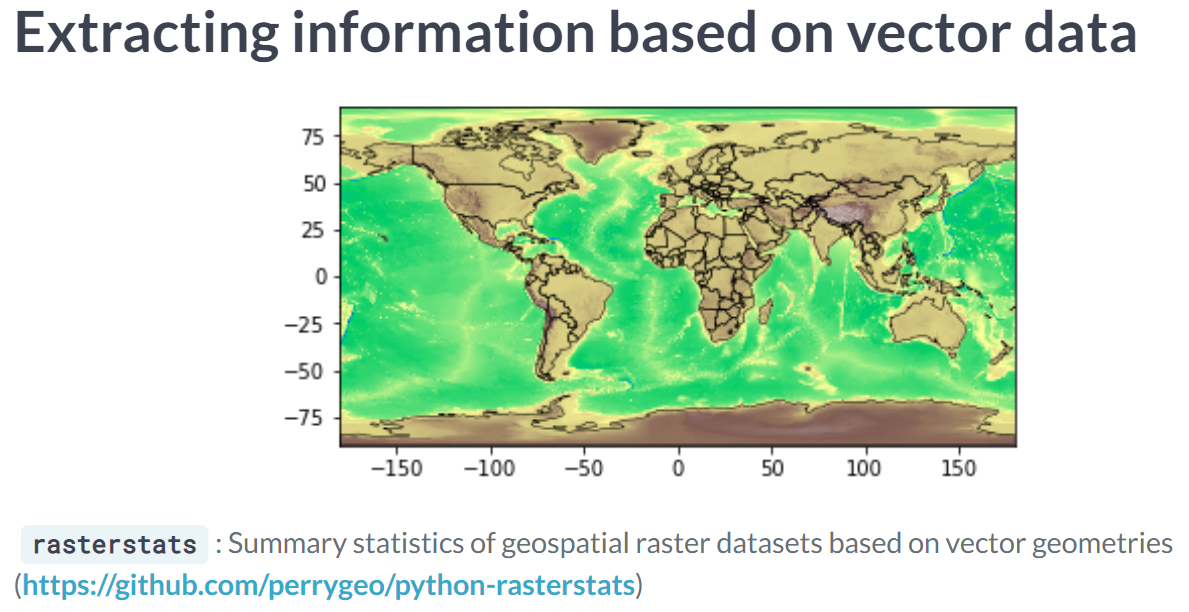 Extracting information based on vector data
75
50
25
0
−25
−50
−75
−150 −100 −50 0 50 100 150
rasterstats : Summary statistics of geospatial raster datasets based on vector geometries
(https://github.com/perrygeo/python-rasterstats)